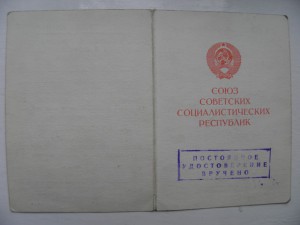 СОЮЗ
СОВЕТСКИХ
СОЦИАЛИСТИЧЕСКИХ
РЕСПУБЛИК
ПОСТОЯННОЕ
УДОСТОВЕРЕНИЕ
ВРУЧЕНО